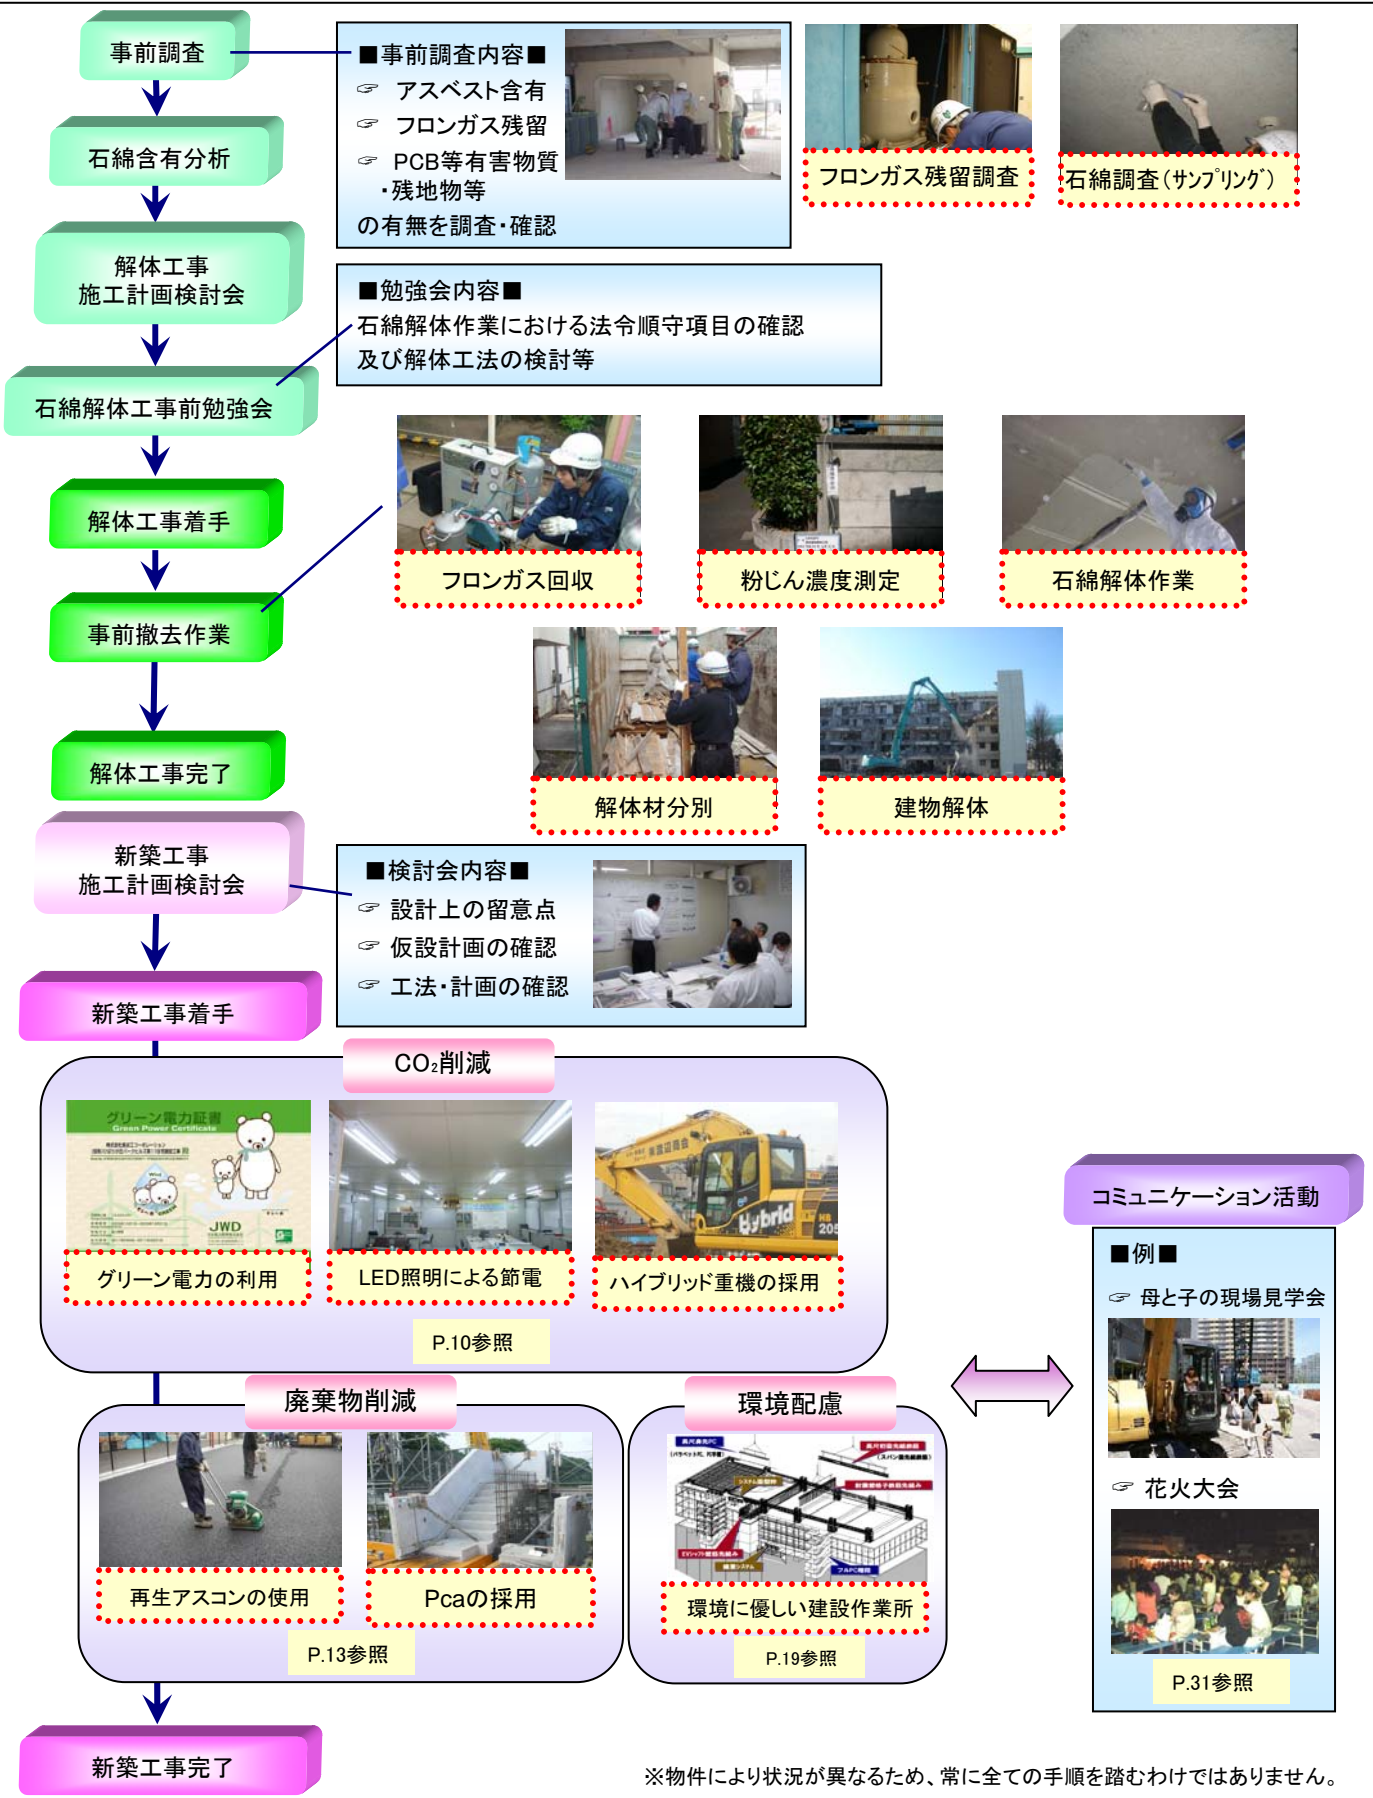 事前調査
■事前調査内容■
☞ アスベスト含有
☞ フロンガス残留
☞ PCB等有害物質
・残地物等
の有無を調査・確認
フロンガス残留調査
石綿調査(サンプリング)
石綿含有分析
解体工事
施工計画検討会
■勉強会内容■
石綿解体作業における法令順守項目の確認
及び解体工法の検討等
石綿解体工事前勉強会
解体工事着手
事前撤去作業
フロンガス回収
粉じん濃度測定
石綿解体作業
解体材分別
建物解体
解体工事完了
新築工事
施工計画検討会
■検討会内容■
☞ 設計上の留意点
☞ 仮設計画の確認
☞ 工法・計画の確認
新築工事着手
CO₂削減
グリーン電力証書
Green Power Certificate
JWD
Hybrid
HB
205
グリーン電力の利用
LED照明による節電
ハイブリッド重機の採用
P.10参照
コミュニケーション活動
■例■
☞ 母と子の現場見学会
☞ 花火大会
P.31参照
廃棄物削減
再生アスコンの使用
Pcaの採用
P.13参照
環境配慮
環境に優しい建設作業所
P.19参照
新築工事完了
※物件により状況が異なるため、常に全ての手順を踏むわけではありません。